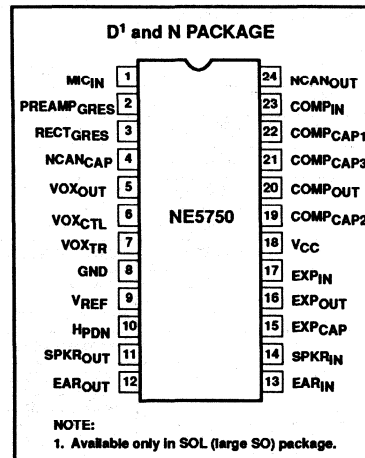 D1 and N PACKAGE
MICIN 1 24 NCANOUT
PREAMPGRES 2 23 COMPIN
RECTGRES 3 22 COMPCAP1
NCANCAP 4 21 COMPCAP3
VOXOUT 5 20 COMPOUT
VOXCTL 6 NE5750 19 COMPCAP2
VOXTR 7 18 VCC
GND 8 17 EXPIN
VREF 9 16 EXPOUT
HPDN 10 15 EXPCAP
SPKROUT 11 14 SPKRIN
EAROUT 12 13 EARIN
NOTE:
1. Available only in SOL (large SO) package.